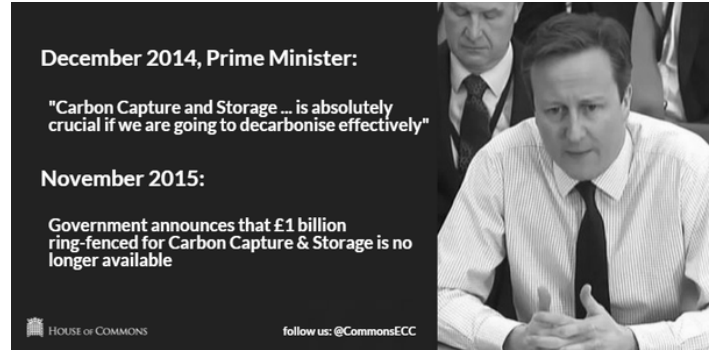 December 2014, Prime Minister:
"Carbon Capture and Storage ... is absolutely
crucial if we are going to decarbonise effectively"
November 2015:
Government announces that £1 billion
ring-fenced for Carbon Capture & Storage is no
longer available
HOUSE OF COMMONS
follow us: @CommonsECC